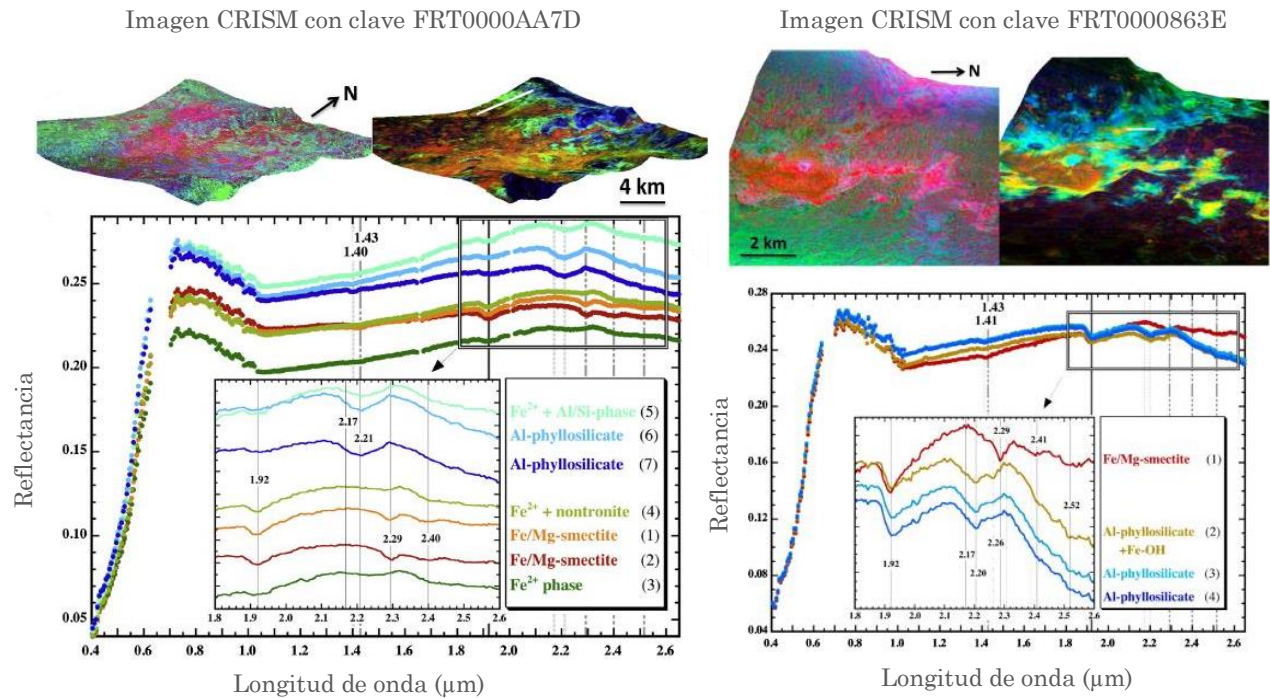 Imagen CRISM con clave FRT0000AA7D
N
4 km
Reflectancia
0.25
0.20
0.15
0.10
0.05
1.43
1.40
2.17
2.21
1.92
2.29
2.40
1.8 1.9 2.0 2.1 2.2 2.3 2.4 2.5 2.6
Fe2+ + Al/Si-phase (5)
Al-phyllosilicate (6)
Al-phyllosilicate (7)
Fe2+ + nontronite (4)
Fe/Mg-smectite (1)
Fe/Mg-smectite (2)
Fe2+ phase (3)
0.4 0.6 0.8 1.0 1.2 1.4 1.6 1.8 2.0 2.2 2.4 2.6
Longitud de onda (µm)
Imagen CRISM con clave FRT0000863E
N
2 km
Reflectancia
0.28
0.24
0.20
0.16
0.12
0.08
0.04
1.43
1.41
2.29
2.41
2.52
1.92
2.17
2.26
2.20
1.8 1.9 2.0 2.1 2.2 2.3 2.4 2.5 2.6
Fe/Mg-smectite (1)
Al-phyllosilicate (2)
+Fe-OH
Al-phyllosilicate (3)
Al-phyllosilicate (4)
0.4 0.6 0.8 1.0 1.2 1.4 1.6 1.8 2.0 2.2 2.4 2.6
Longitud de onda (µm)